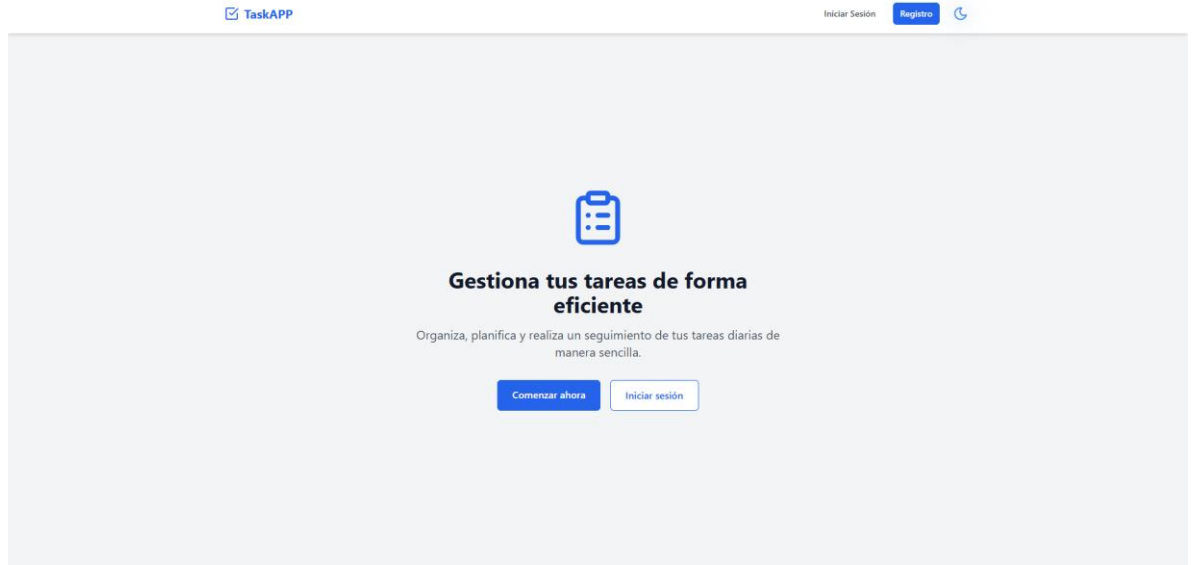 TaskAPP
Iniciar Sesión
Registro
Gestiona tus tareas de forma
eficiente
Organiza, planifica y realiza un seguimiento de tus tareas diarias de
manera sencilla.
Comenzar ahora
Iniciar sesión